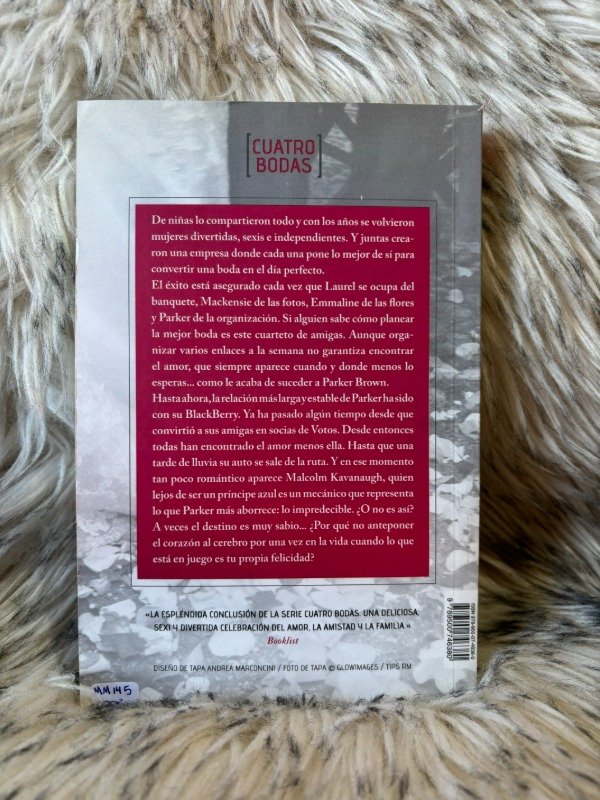 [CUATRO
BODAS]
De niñas lo compartieron todo y con los años se volvieron
mujeres divertidas, sexis e independientes. Y juntas crea-
ron una empresa donde cada una pone lo mejor de sí para
convertir una boda en el día perfecto.
El éxito está asegurado cada vez que Laurel se ocupa del
banquete, Mackensie de las fotos, Emmaline de las flores
y Parker de la organización. Si alguien sabe cómo planear
la mejor boda es este cuarteto de amigas. Aunque orga-
nizar varios enlaces a la semana no garantiza encontrar
el amor, que siempre aparece cuando y donde menos lo
esperas... como le acaba de suceder a Parker Brown.
Hasta ahora, la relación más larga y estable de Parker ha sido
con su BlackBerry. Ya ha pasado algún tiempo desde que
convirtió a sus amigas en socias de Votos. Desde entonces
todas han encontrado el amor menos ella. Hasta que una
tarde de lluvia su auto se sale de la ruta. Y en ese momento
tan poco romántico aparece Malcolm Kavanaugh, quien
lejos de ser un príncipe azul es un mecánico que representa
lo que Parker más aborrece: lo impredecible. ¿O no es así?
A veces el destino es muy sabio... ¿Por qué no anteponer
el corazón al cerebro por una vez en la vida cuando lo que
está en juego es tu propia felicidad?
«LA ESPLÉNDIDA CONCLUSIÓN DE LA SERIE CUATRO BODAS. UNA DELICIOSA,
SEXI Y DIVERTIDA CELEBRACIÓN DEL AMOR, LA AMISTAD Y LA FAMILIA.»
Booklist
DISEÑO DE TAPA ANDREA MARCONCINI / FOTO DE TAPA © GLOWIMAGES / TIPS RM
MM145